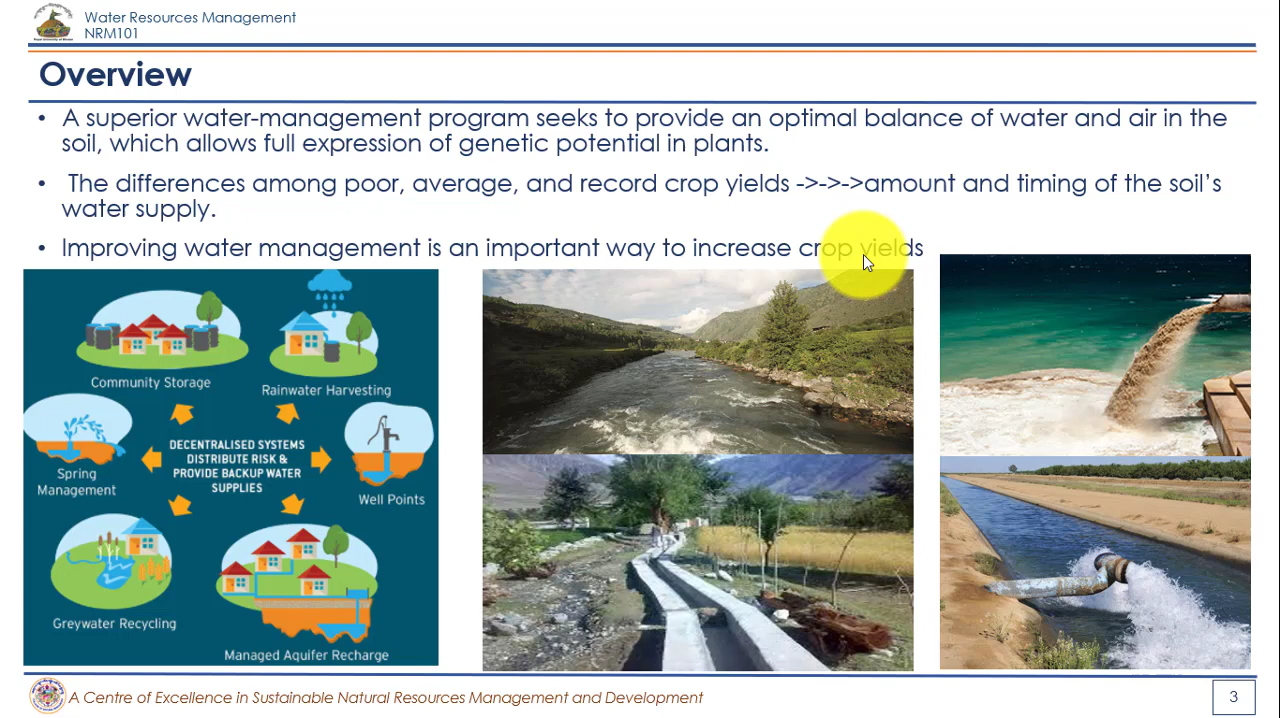 Water Resources Management
NRM101
Overview
• A superior water-management program seeks to provide an optimal balance of water and air in the
soil, which allows full expression of genetic potential in plants.
• The differences among poor, average, and record crop yields ->->->amount and timing of the soil's
water supply.
• Improving water management is an important way to increase crop yields
Community Storage
Rainwater Harvesting
DECENTRALISED SYSTEMS
DISTRIBUTE RISK &
PROVIDE BACKUP WATER
SUPPLIES
Spring
Management
Well Points
Greywater Recycling
Managed Aquifer Recharge
A Centre of Excellence in Sustainable Natural Resources Management and Development
3